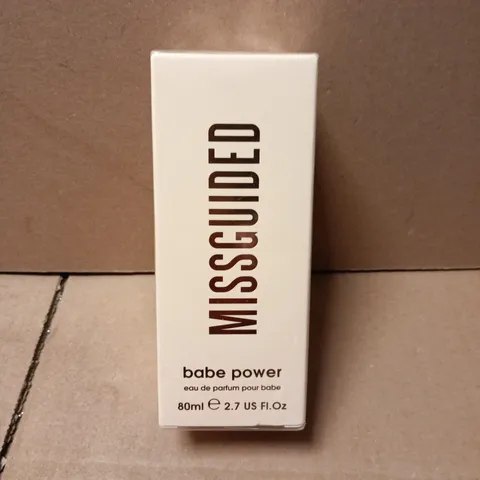 MISSGUIDED
babe power
eau de parfum pour babe
80ml ℮ 2.7 US Fl.Oz